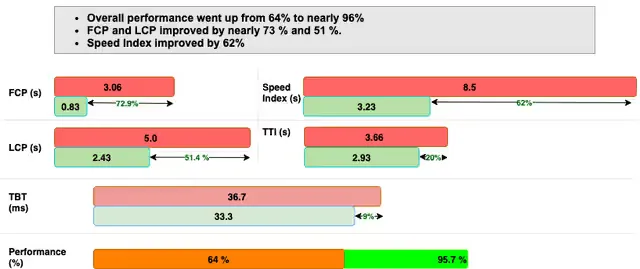 Overall performance went up from 64% to nearly 96%
FCP and LCP improved by nearly 73 % and 51 %.
Speed Index improved by 62%
FCP (s)
3.06
0.83
72.9%
Speed
Index (s)
8.5
3.23
62%
LCP (s)
5.0
2.43
51.4 %
TTI (s)
3.66
2.93
20%
TBT
(ms)
36.7
33.3
9%
Performance
(%)
64 %
95.7 %